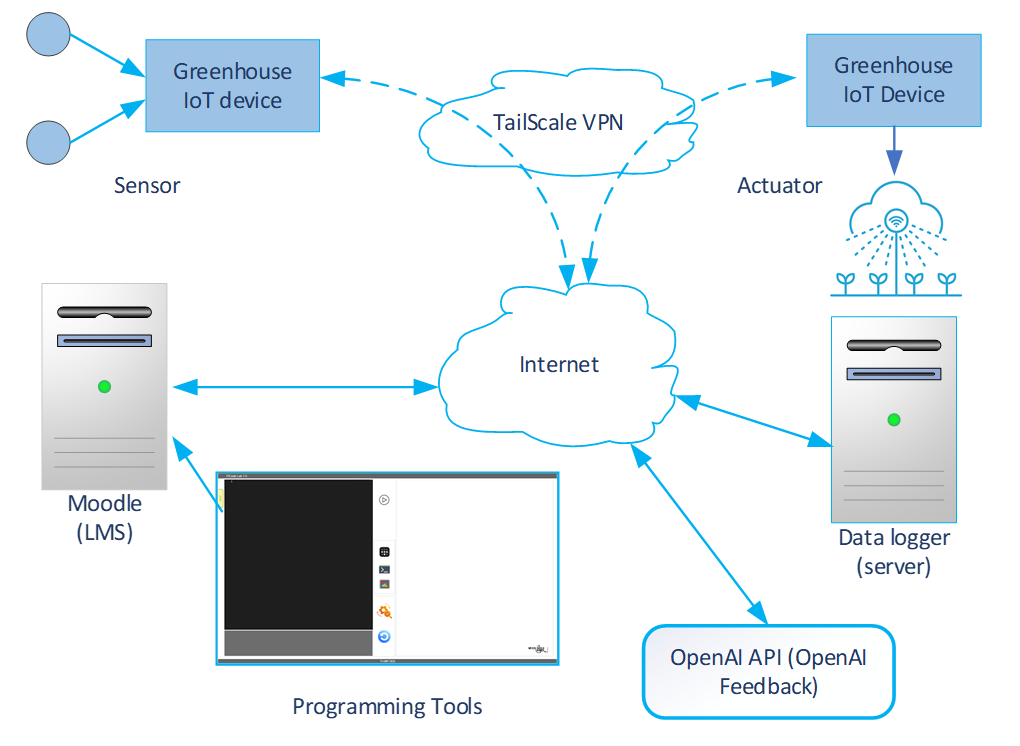 Greenhouse
IoT device
TailScale VPN
Greenhouse
IoT Device
Sensor
Actuator
Internet
Moodle
(LMS)
Data logger
(server)
OpenAI API (OpenAI
Feedback)
Programming Tools